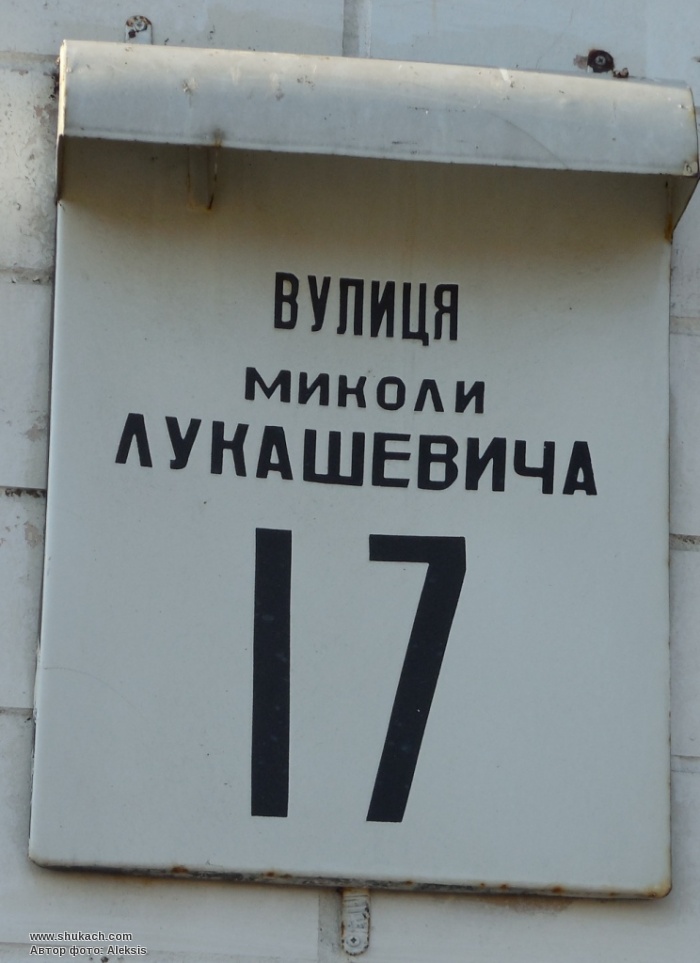 ВУЛИЦЯ
МИКОЛИ
ЛУКАШЕВИЧА
17
www.shukach.com
Автор фото: Aleksis